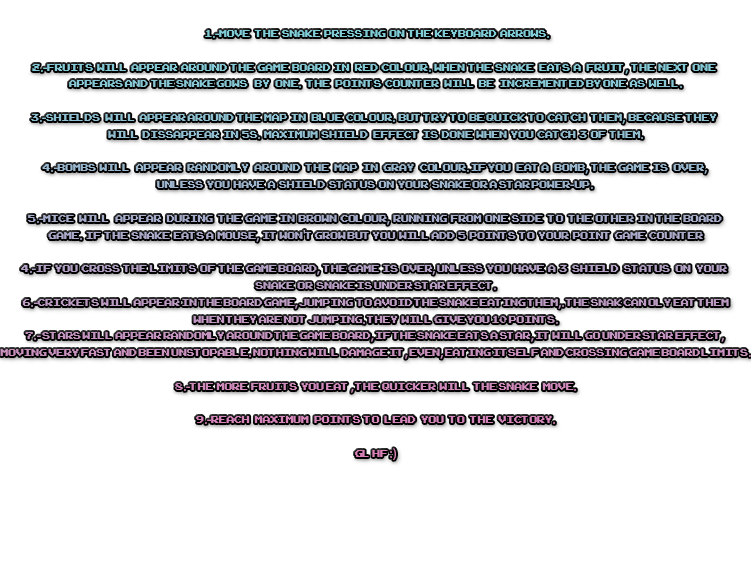 1.-MOVE THE SNAKE PRESSING ON THE KEYBOARD ARROWS.
2.-FRUITS WILL APPEAR AROUND THE GAME BOARD IN RED COLOUR. WHEN THE SNAKE EATS A FRUIT, THE NEXT ONE
APPEARS AND THE SNAKE GOWS BY ONE. THE POINTS COUNTER WILL BE INCREMENTED BY ONE AS WELL.
3.-SHIELDS WILL APPEAR AROUND THE MAP IN BLUE COLOUR. BUT TRY TO BE QUICK TO CATCH THEM, BECAUSE THEY
WILL DISSAPPEAR IN 5S. MAXIMUM SHIELD EFFECT IS DONE WHEN YOU CATCH 3 OF THEM.
4.-BOMBS WILL APPEAR RANDOMLY AROUND THE MAP IN GRAY COLOUR.IF YOU EAT A BOMB, THE GAME IS OVER,
UNLESS YOU HAVE A SHIELD STATUS ON YOUR SNAKE OR A STAR POWER-UP.
5.-MICE WILL APPEAR DURING THE GAME IN BROWN COLOUR, RUNNING FROM ONE SIDE TO THE OTHER IN THE BOARD
GAME. IF THE SNAKE EATS A MOUSE, IT WON'T GROW BUT YOU WILL ADD 5 POINTS TO YOUR POINT GAME COUNTER
4.-IF YOU CROSS THE LIMITS OF THE GAME BOARD, THE GAME IS OVER,UNLESS YOU HAVE A 3 SHIELD STATUS ON YOUR
SNAKE OR SNAKE IS UNDER STAR EFFECT.
6.-CRICKETS WILL APPEAR IN THE BOARD GAME, JUMPING TO AVOID THE SNAKE EATING THEM,.THE SNAK CAN OLY EAT THEM
WHEN THEY ARE NOT JUMPING.THEY WILL GIVE YOU 10 POINTS.
7.-STARS WILL APPEAR RANDOMLY AROUND THE GAME BOARD, IF THE SNAKE EATS A STAR, IT WILL GO UNDER STAR EFFECT,
MOVING VERY FAST AND BEEN UNSTOPABLE. NOTHING WILL DAMAGE IT, EVEN, EATING ITSELF AND CROSSING GAME BOARD LIMITS.
8.-THE MORE FRUITS YOU EAT ,THE QUICKER WILL THE SNAKE MOVE.
9.-REACH MAXIMUM POINTS TO LEAD YOU TO THE VICTORY.
GL HF :)